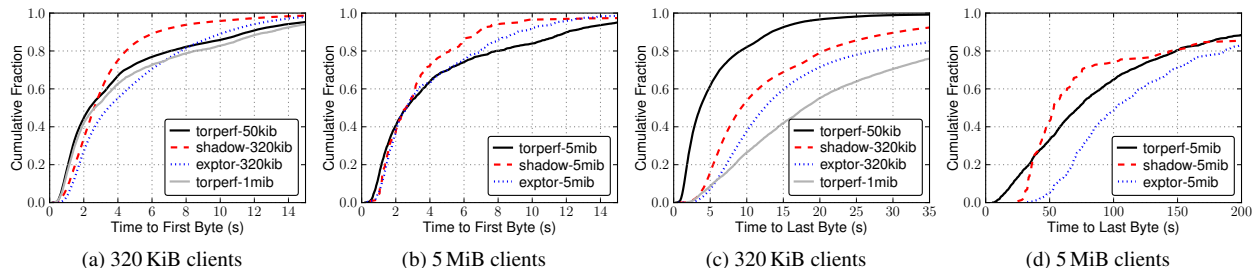 1.0
0.8
0.6
0.4
0.2
0.0
Cumulative Fraction
0 2 4 6 8 10 12 14
Time to First Byte (s)
torperf-50kib
shadow-320kib
exptor-320kib
torperf-1mib
(a) 320 KiB clients
1.0
0.8
0.6
0.4
0.2
0.0
Cumulative Fraction
0 2 4 6 8 10 12 14
Time to First Byte (s)
torperf-5mib
shadow-5mib
exptor-5mib
(b) 5 MiB clients
1.0
0.8
0.6
0.4
0.2
0.0
Cumulative Fraction
0 5 10 15 20 25 30 35
Time to Last Byte (s)
torperf-50kib
shadow-320kib
exptor-320kib
torperf-1mib
(c) 320 KiB clients
1.0
0.8
0.6
0.4
0.2
0.0
Cumulative Fraction
0 50 100 150 200
Time to Last Byte (s)
torperf-5mib
shadow-5mib
exptor-5mib
(d) 5 MiB clients